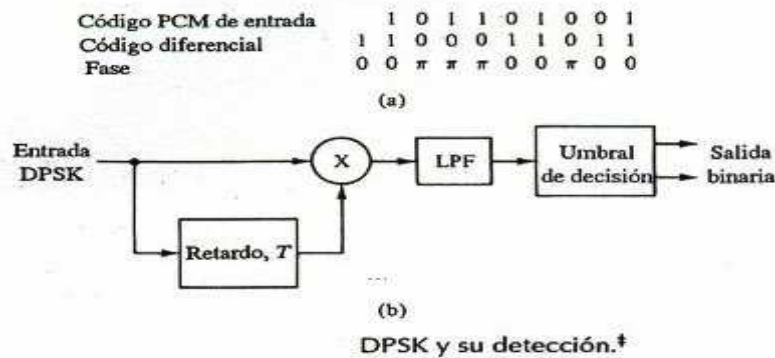 Código PCM de entrada 1 0 1 1 0 1 0 0 1
Código diferencial 1 1 0 0 0 1 1 0 1 1
Fase 0 0 π π π 0 0 π 0 0
(a)
Entrada DPSK
X
LPF
Umbral de decisión
Salida binaria
Retardo, T
...
(b)
DPSK y su detección.‡